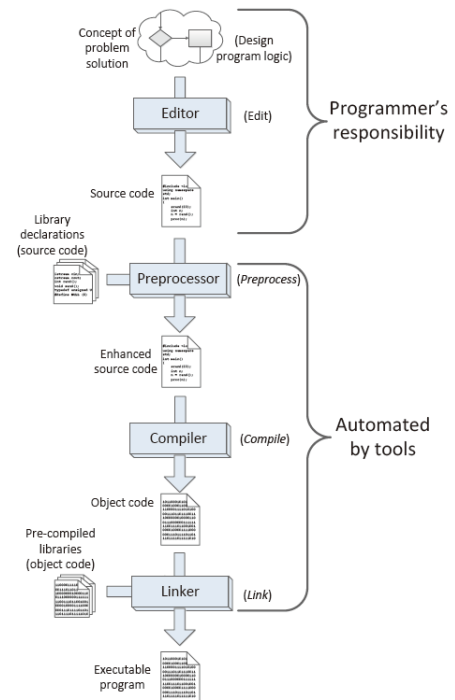 Concept of
problem
solution
(Design
program logic)
Editor
(Edit)
Programmer's
responsibility
Source code
Library
declarations
(source code)
Preprocessor
(Preprocess)
Enhanced
source code
Compiler
(Compile)
Automated
by tools
Object code
Pre-compiled
libraries
(object code)
Linker
(Link)
Executable
program